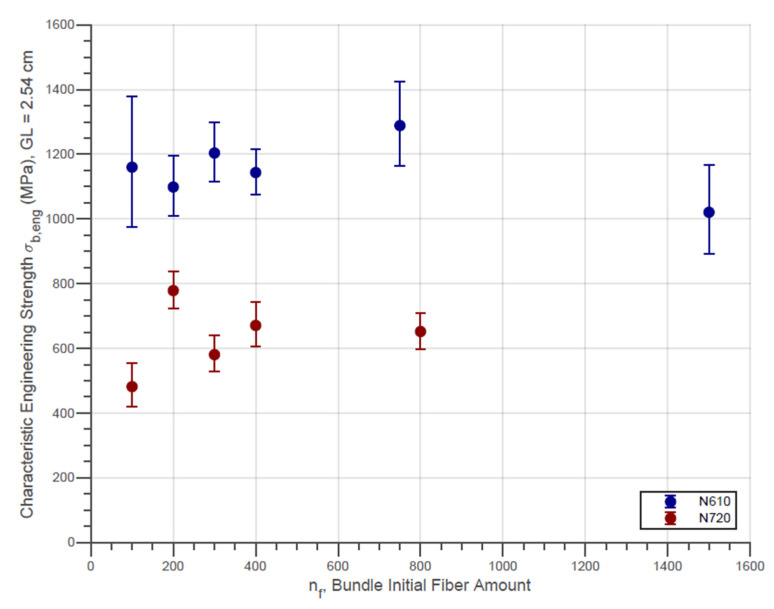 1600
1400
1200
1000
800
600
400
200
0
Characteristic Engineering Strength σb,eng (MPa), GL = 2.54 cm
0 200 400 600 800 1000 1200 1400 1600
nf, Bundle Initial Fiber Amount
N610
N720